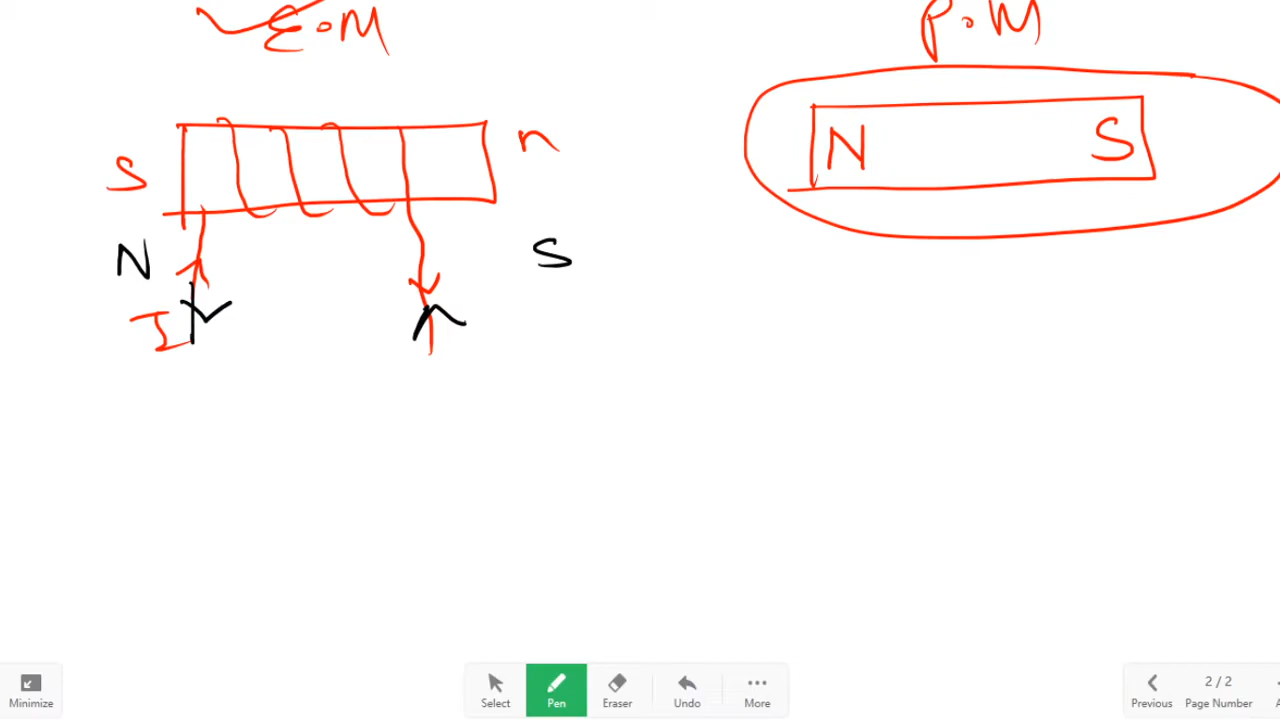 E.M
P.M
S
n
N
S
N
S
I
Minimize
Select
Pen
Eraser
Undo
More
Previous
2 / 2
Page Number